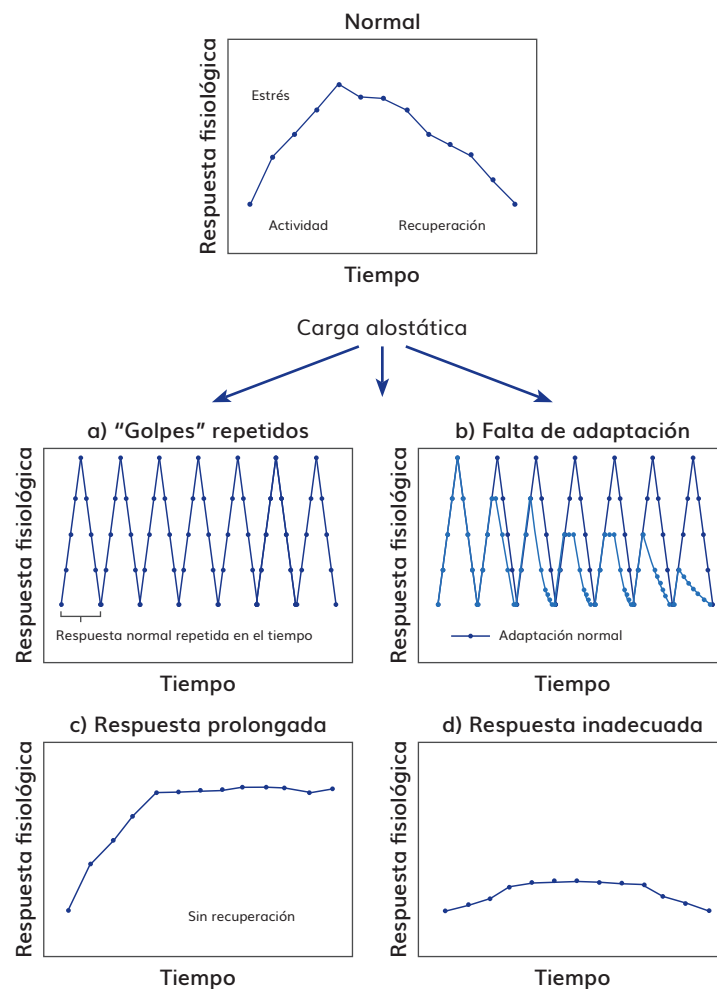 Normal
Respuesta fisiológica
Estrés
Actividad
Recuperación
Tiempo
Carga alostática
a) “Golpes” repetidos
Respuesta fisiológica
Respuesta normal repetida en el tiempo
Tiempo
b) Falta de adaptación
Respuesta fisiológica
Adaptación normal
Tiempo
c) Respuesta prolongada
Respuesta fisiológica
Sin recuperación
Tiempo
d) Respuesta inadecuada
Respuesta fisiológica
Tiempo